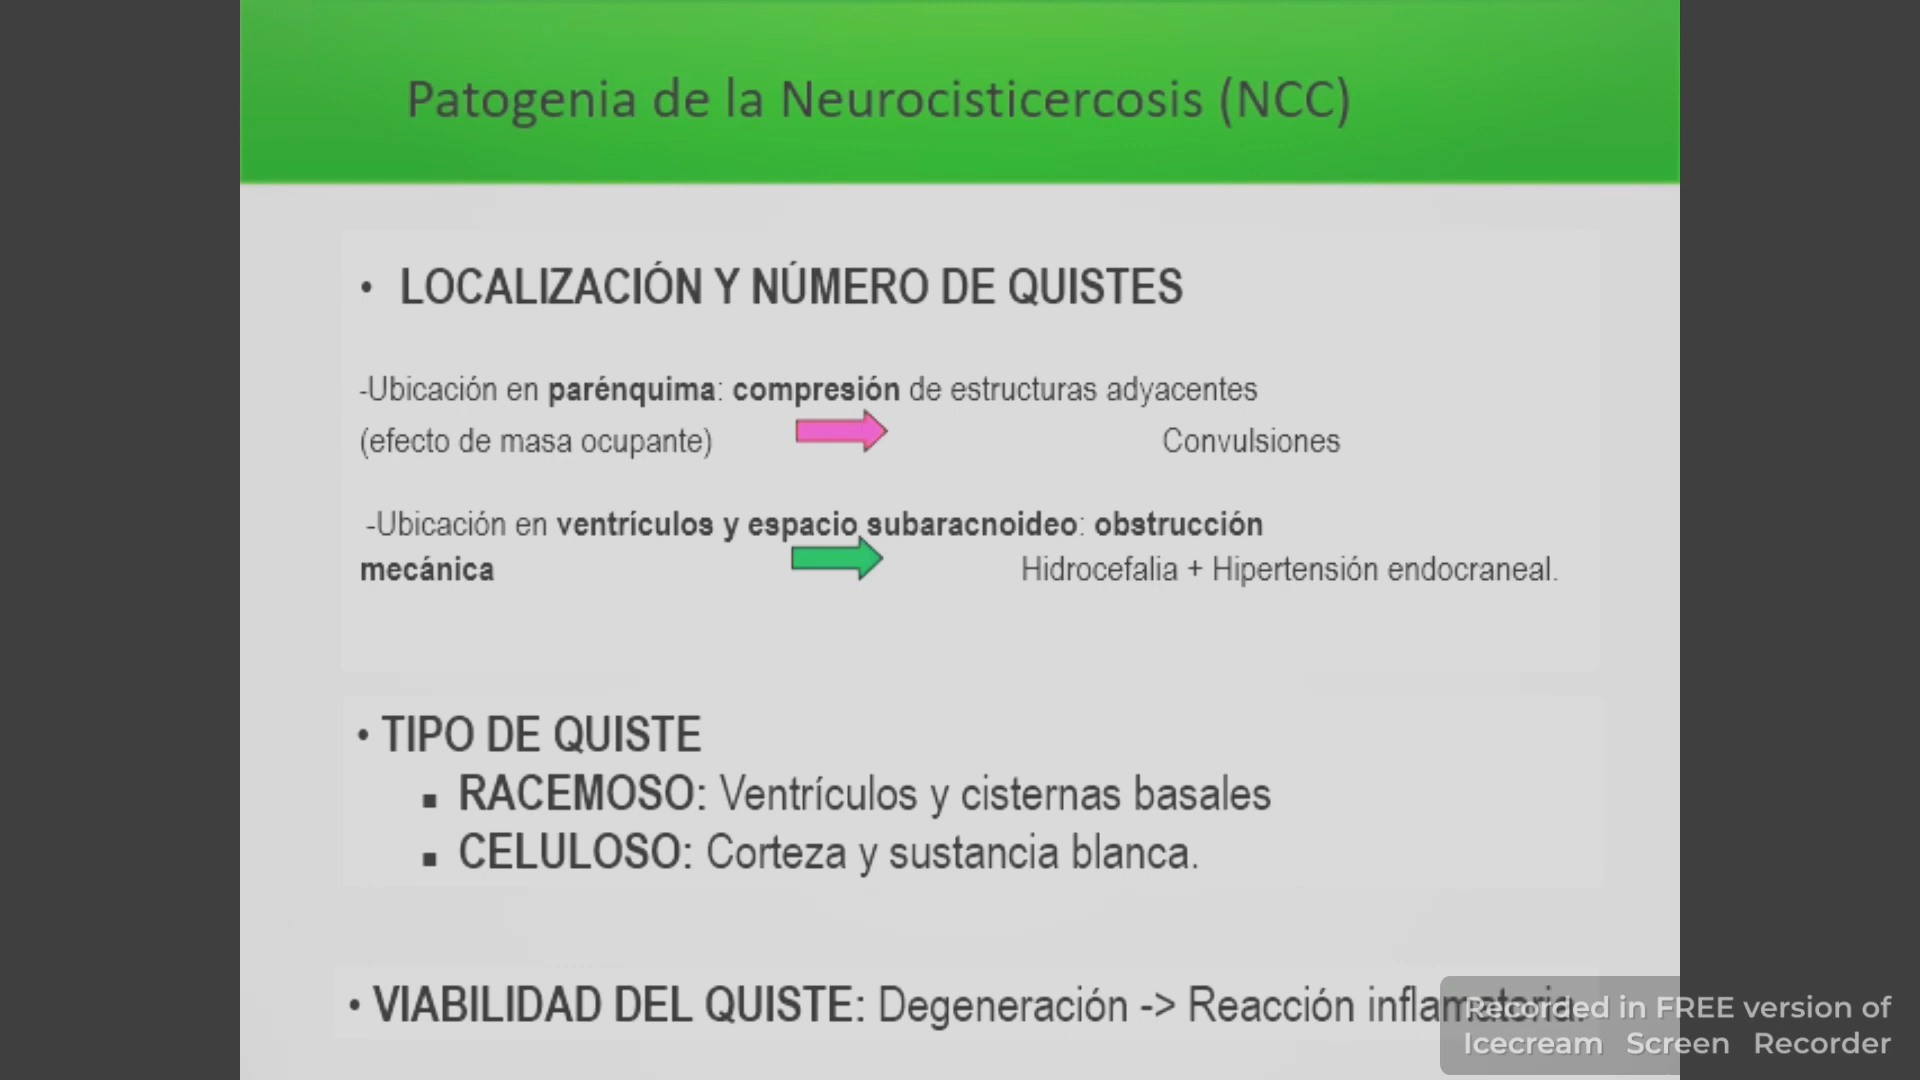 Patogenia de la Neurocisticercosis (NCC)
• LOCALIZACIÓN Y NÚMERO DE QUISTES
-Ubicación en parénquima: compresión de estructuras adyacentes
(efecto de masa ocupante) Convulsiones
-Ubicación en ventrículos y espacio subaracnoideo: obstrucción
mecánica Hidrocefalia + Hipertensión endocraneal.
• TIPO DE QUISTE
▪ RACEMOSO: Ventrículos y cisternas basales
▪ CELULOSO: Corteza y sustancia blanca.
• VIABILIDAD DEL QUISTE: Degeneración -> Reacción inflamatoria.
Recorded in FREE version of
Icecream Screen Recorder